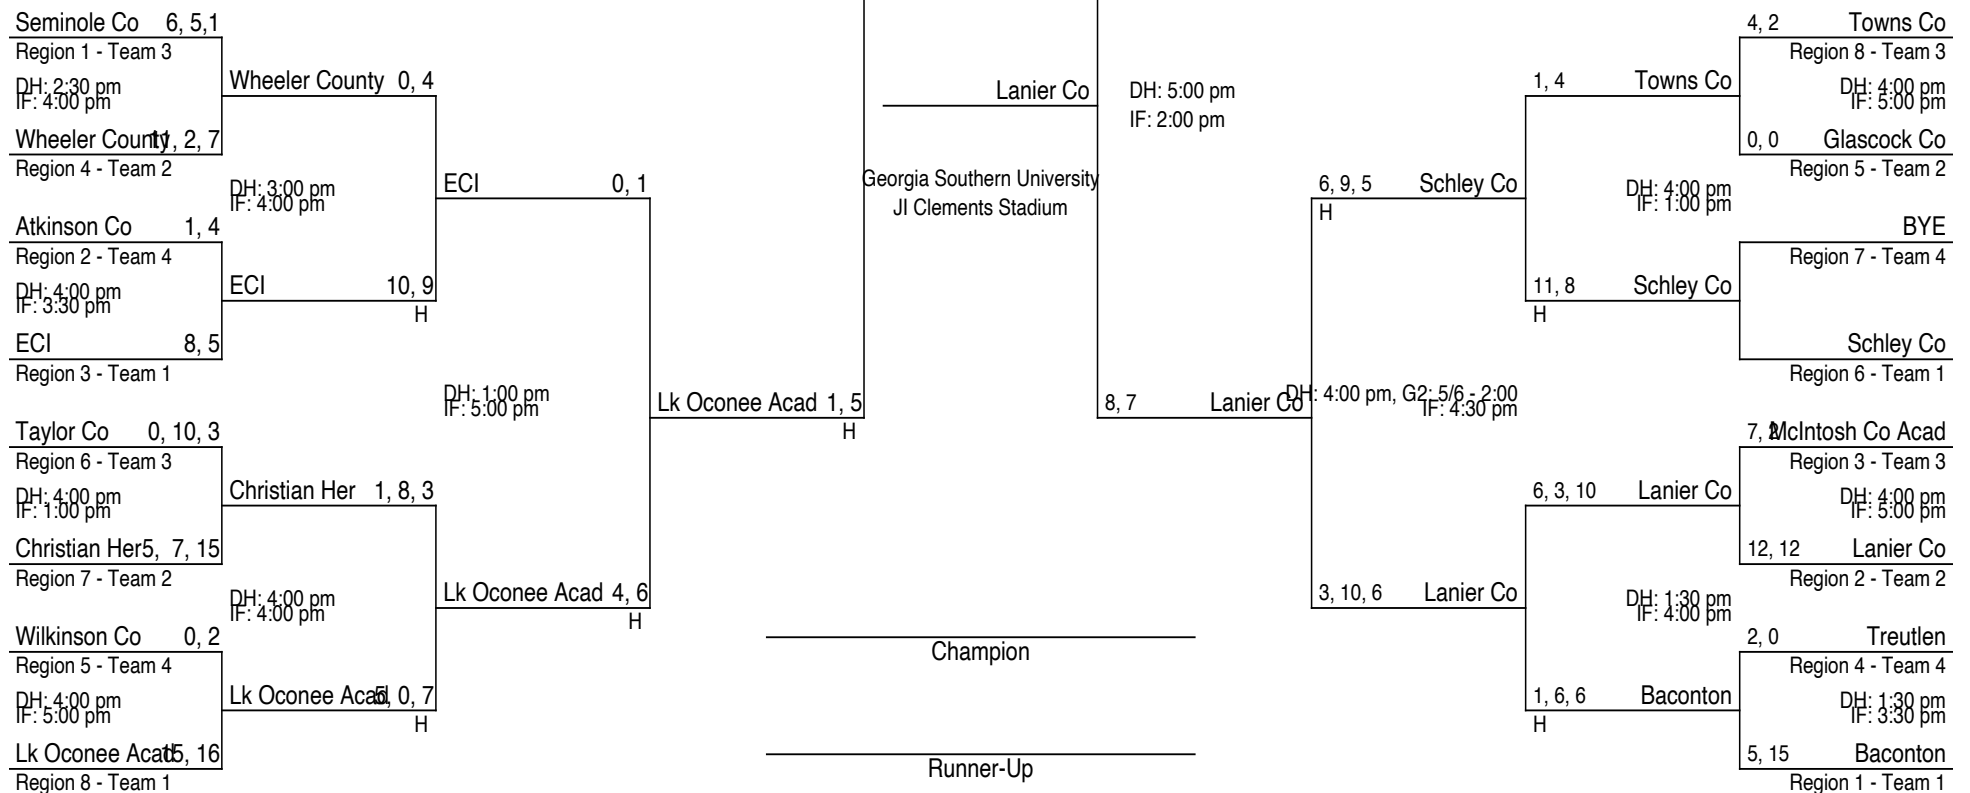 Seminole Co 6, 5,1
Region 1 - Team 3
DH: 2:30 pm
IF: 4:00 pm
Wheeler County 11, 2, 7
Region 4 - Team 2
Wheeler County 0, 4
DH: 3:00 pm
IF: 4:00 pm
Atkinson Co 1, 4
Region 2 - Team 4
DH: 4:00 pm
IF: 3:30 pm
ECI 8, 5
Region 3 - Team 1
ECI 10, 9
H
ECI 0, 1
DH: 1:00 pm
IF: 5:00 pm
Taylor Co 0, 10, 3
Region 6 - Team 3
DH: 4:00 pm
IF: 1:00 pm
Christian Her 5, 7, 15
Region 7 - Team 2
Christian Her 1, 8, 3
DH: 4:00 pm
IF: 4:00 pm
Wilkinson Co 0, 2
Region 5 - Team 4
DH: 4:00 pm
IF: 5:00 pm
Lk Oconee Acad 15, 16
Region 8 - Team 1
Lk Oconee Acad 5, 0, 7
H
Lk Oconee Acad 4, 6
H
Lk Oconee Acad 1, 5
H
Lanier Co
DH: 5:00 pm
IF: 2:00 pm
Georgia Southern University
JI Clements Stadium
Champion
Runner-Up
8, 7 Lanier Co
DH: 4:00 pm, G2: 5/6 - 2:00
IF: 4:30 pm
6, 9, 5 Schley Co
H
3, 10, 6 Lanier Co
1, 4 Towns Co
DH: 4:00 pm
IF: 1:00 pm
11, 8 Schley Co
H
6, 3, 10 Lanier Co
DH: 1:30 pm
IF: 4:00 pm
1, 6, 6 Baconton
H
4, 2 Towns Co
Region 8 - Team 3
DH: 4:00 pm
IF: 5:00 pm
0, 0 Glascock Co
Region 5 - Team 2
BYE
Region 7 - Team 4
Schley Co
Region 6 - Team 1
7, 2 McIntosh Co Acad
Region 3 - Team 3
DH: 4:00 pm
IF: 5:00 pm
12, 12 Lanier Co
Region 2 - Team 2
2, 0 Treutlen
Region 4 - Team 4
DH: 1:30 pm
IF: 3:30 pm
5, 15 Baconton
Region 1 - Team 1